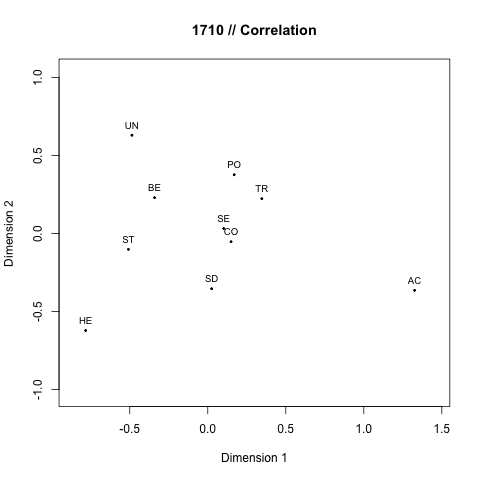 1710 // Correlation
1.0
0.5
0.0
-0.5
-1.0
Dimension 2
UN
PO
BE
TR
SE
CO
ST
SD
AC
HE
-0.5
0.0
0.5
1.0
1.5
Dimension 1